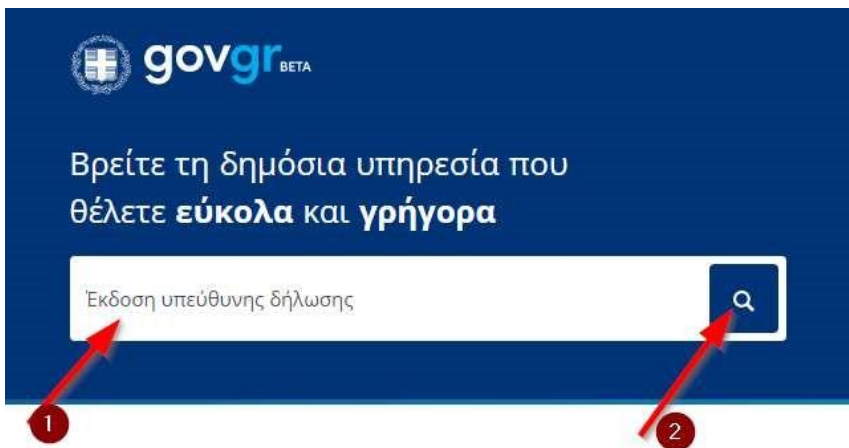 govgr BETA
Βρείτε τη δημόσια υπηρεσία που
θέλετε εύκολα και γρήγορα
Έκδοση υπεύθυνης δήλωσης
1
2